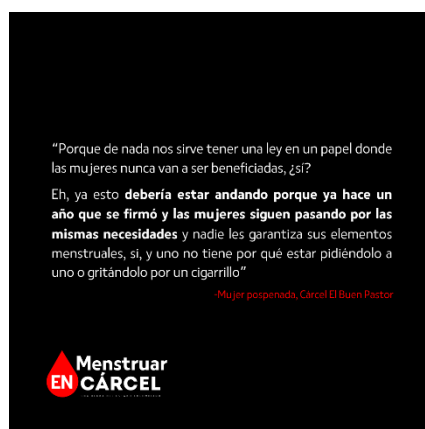 “Porque de nada nos sirve tener una ley en un papel donde
las mujeres nunca van a ser beneficiadas, ¿sí?
Eh, ya esto debería estar andando porque ya hace un
año que se firmó y las mujeres siguen pasando por las
mismas necesidades y nadie les garantiza sus elementos
menstruales, si, y uno no tiene por qué estar pidiéndolo a
uno o gritándolo por un cigarrillo”
-Mujer pospenada, Cárcel El Buen Pastor
Menstruar
EN CÁRCEL